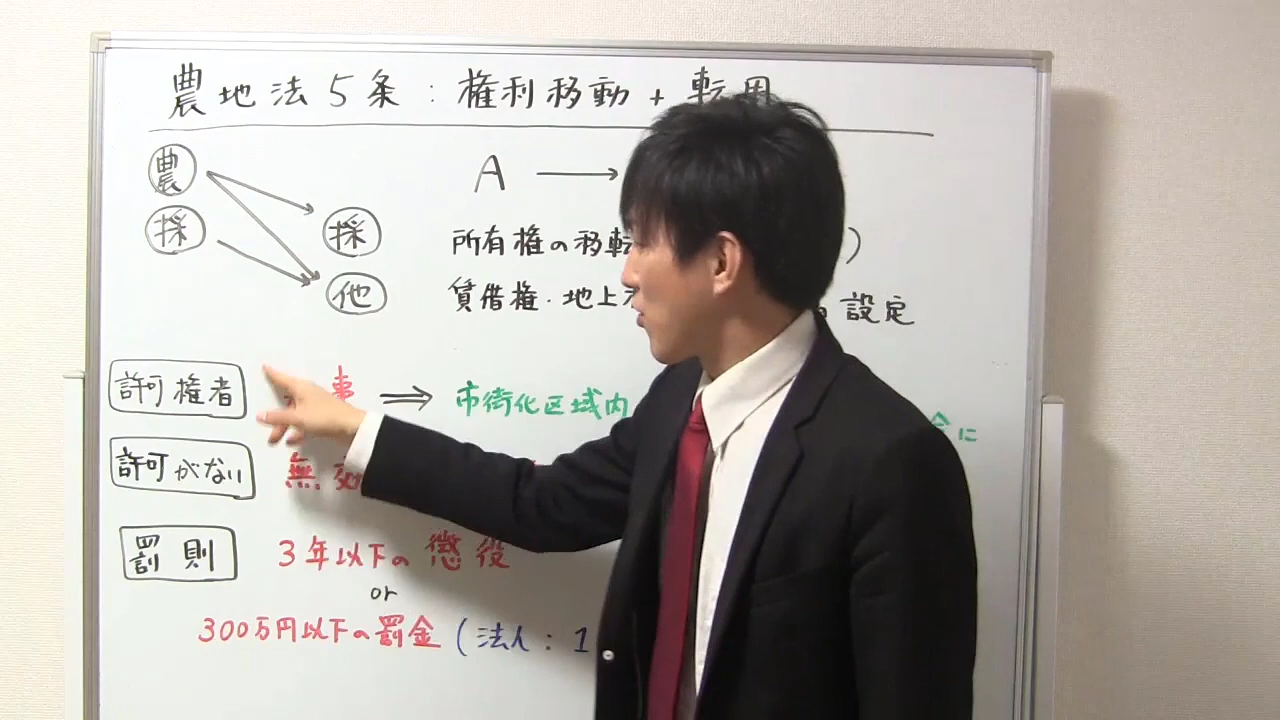 農地法5条:権利移動+転用
農
採
採
他
A →
所有権の移転 )
賃借権・地上 設定
許可権者 事 ⇒ 市街化区域内 に
許可がない 無効
罰則 3年以下の懲役
or
300万円以下の罰金(法人:1